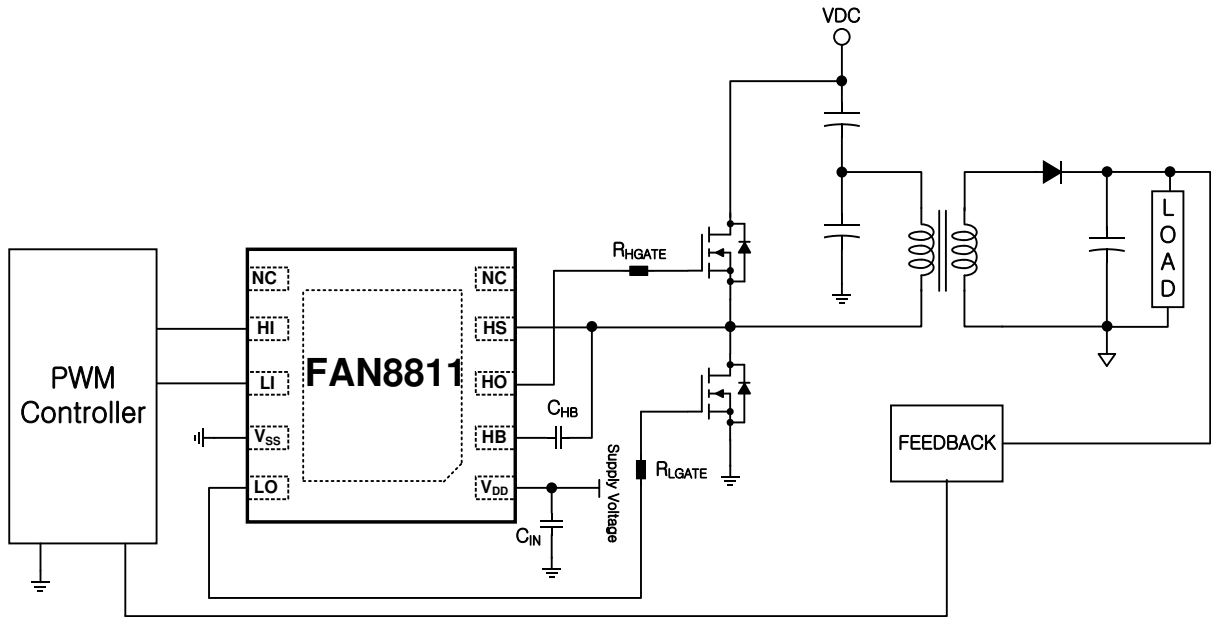 VDC
PWM
Controller
NC
HI
LI
VSS
LO
FAN8811
NC
HS
HO
HB
VDD
RHGATE
CHB
RLGATE
CIN
Supply Voltage
LOAD
FEEDBACK